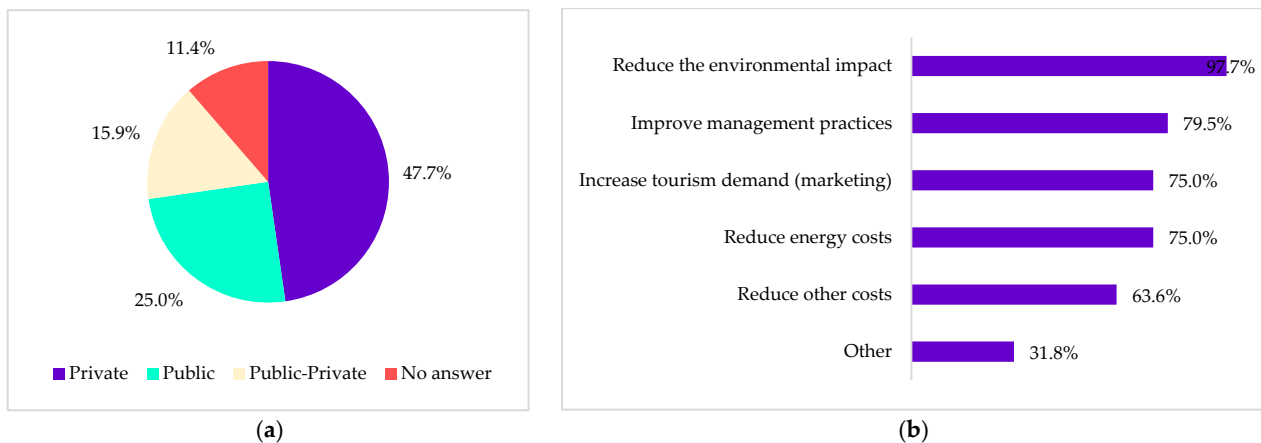 11.4%
15.9%
47.7%
25.0%
Private Public Public-Private No answer
(a)
Reduce the environmental impact 97.7%
Improve management practices 79.5%
Increase tourism demand (marketing) 75.0%
Reduce energy costs 75.0%
Reduce other costs 63.6%
Other 31.8%
(b)